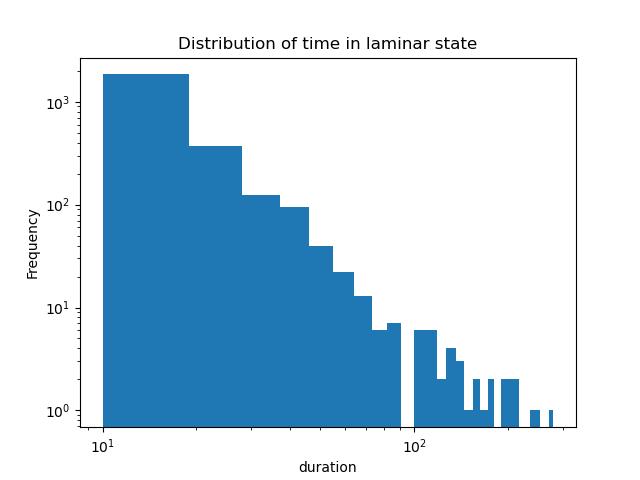 Distribution of time in laminar state
Frequency
10³
10²
10¹
10⁰
10¹
10²
duration